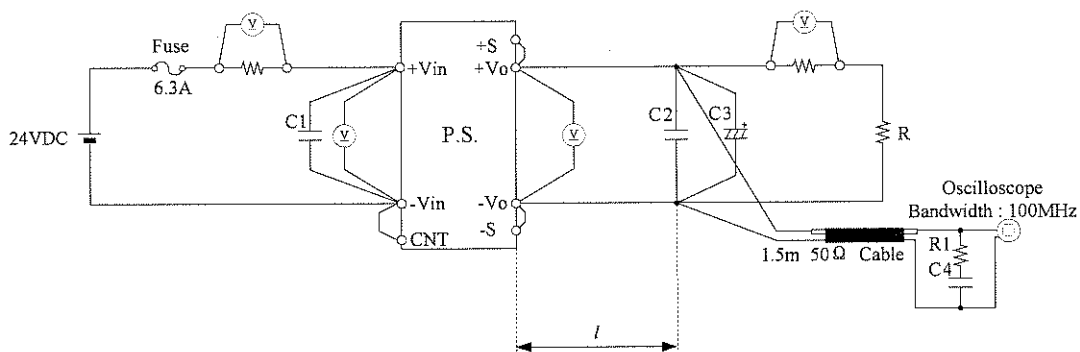 V
V
Fuse
6.3A
+S
+Vin
+Vo
24VDC
C1
V
P.S.
V
C2
C3
+
R
-Vin
-Vo
CNT
-S
Oscilloscope
Bandwidth : 100MHz
R1
C4
1.5m 50Ω Cable
l